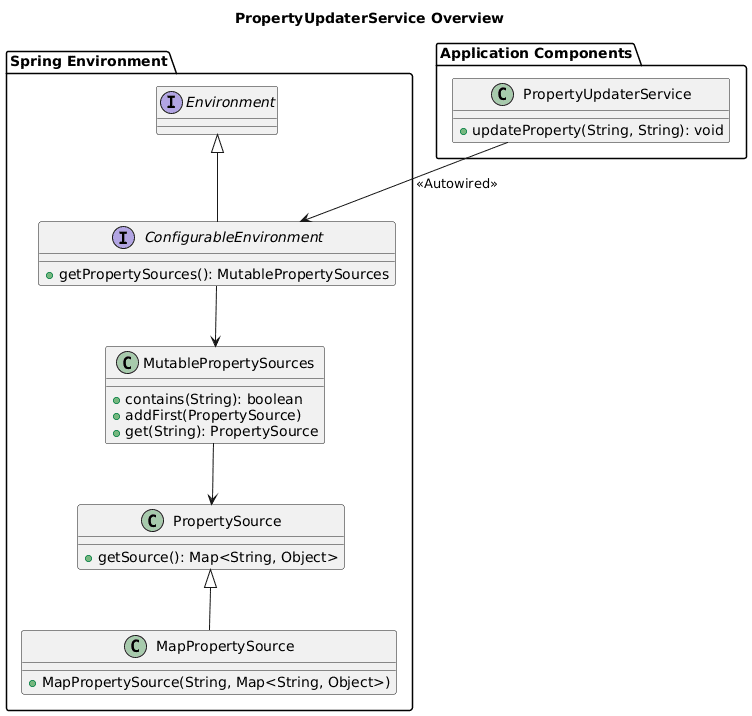 PropertyUpdaterService Overview
Spring Environment
I Environment
I ConfigurableEnvironment
getPropertySources(): MutablePropertySources
C MutablePropertySources
contains(String): boolean
addFirst(PropertySource)
get(String): PropertySource
C PropertySource
getSource(): Map<String, Object>
C MapPropertySource
MapPropertySource(String, Map<String, Object>)
Application Components
C PropertyUpdaterService
updateProperty(String, String): void
«Autowired»